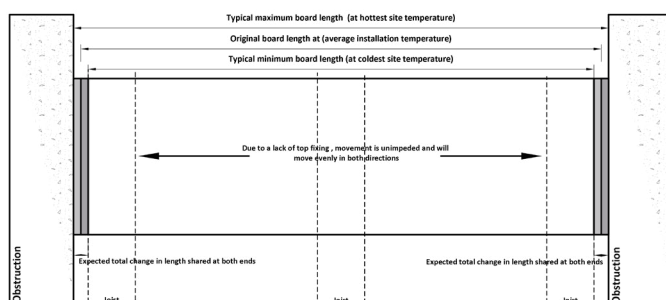 Typical maximum board length (at hottest site temperature)
Original board length at (average installation temperature)
Typical minimum board length (at coldest site temperature)
Due to a lack of top fixing , movement is unimpeded and will
move evenly in both directions
Expected total change in length shared at both ends
Expected total change in length shared at both ends
Obstruction
Obstruction
Joist
Joist
Joist